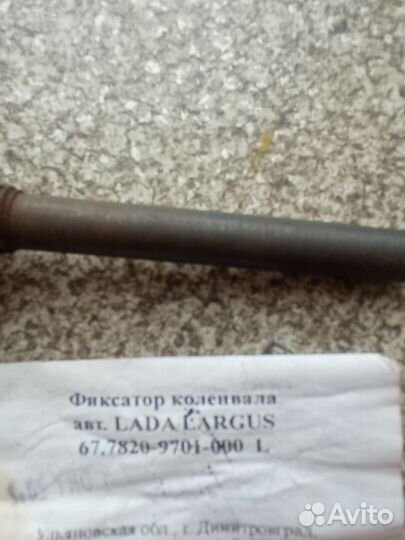 Фиксатор коленвала
авт. LADA LARGUS
67.7820-9701-000 L
Ульяновская обл., г. Димитровград,
Avito